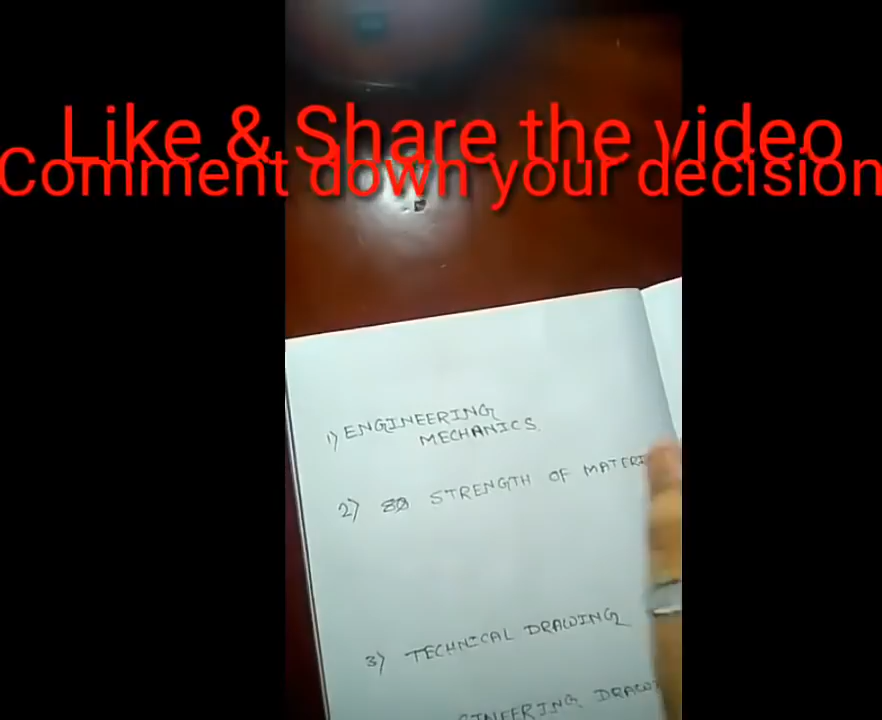 Like & Share the video
Comment down your decision
1) ENGINEERING
MECHANICS
2) STRENGTH OF
3) TECHNICAL DRAWING